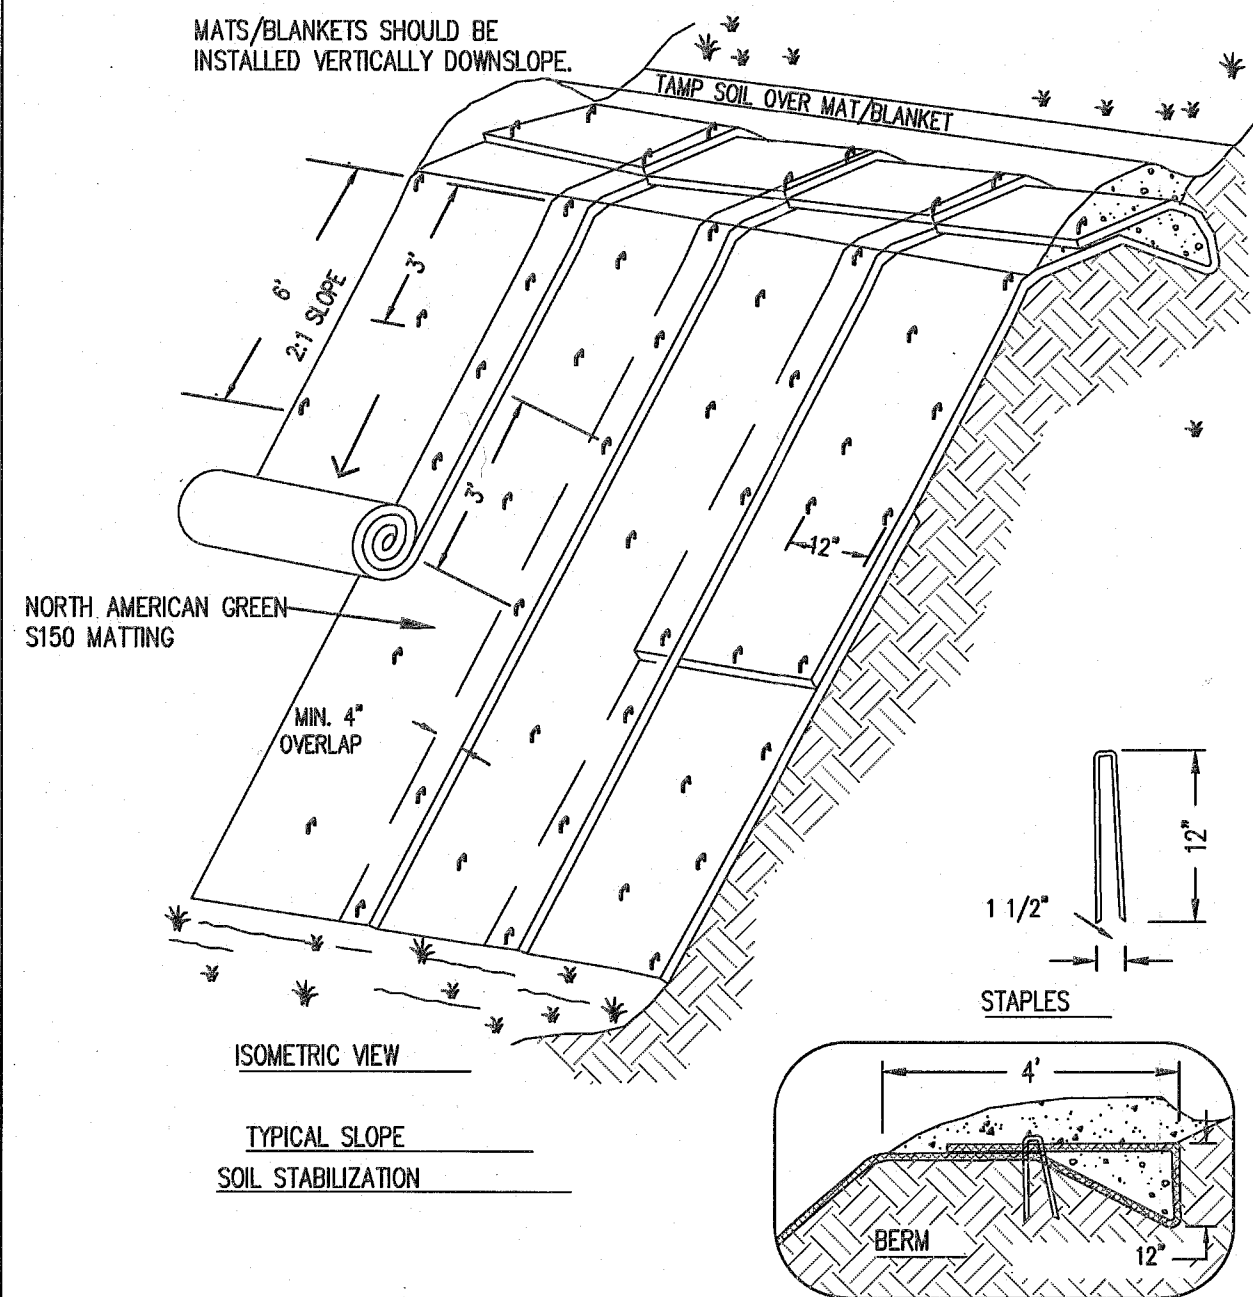 MATS/BLANKETS SHOULD BE
INSTALLED VERTICALLY DOWNSLOPE.
TAMP SOIL OVER MAT/BLANKET
6'
2:1 SLOPE
3'
3'
12"
NORTH AMERICAN GREEN
S150 MATTING
MIN. 4"
OVERLAP
12"
1 1/2"
STAPLES
ISOMETRIC VIEW
TYPICAL SLOPE
SOIL STABILIZATION
4'
BERM
12"